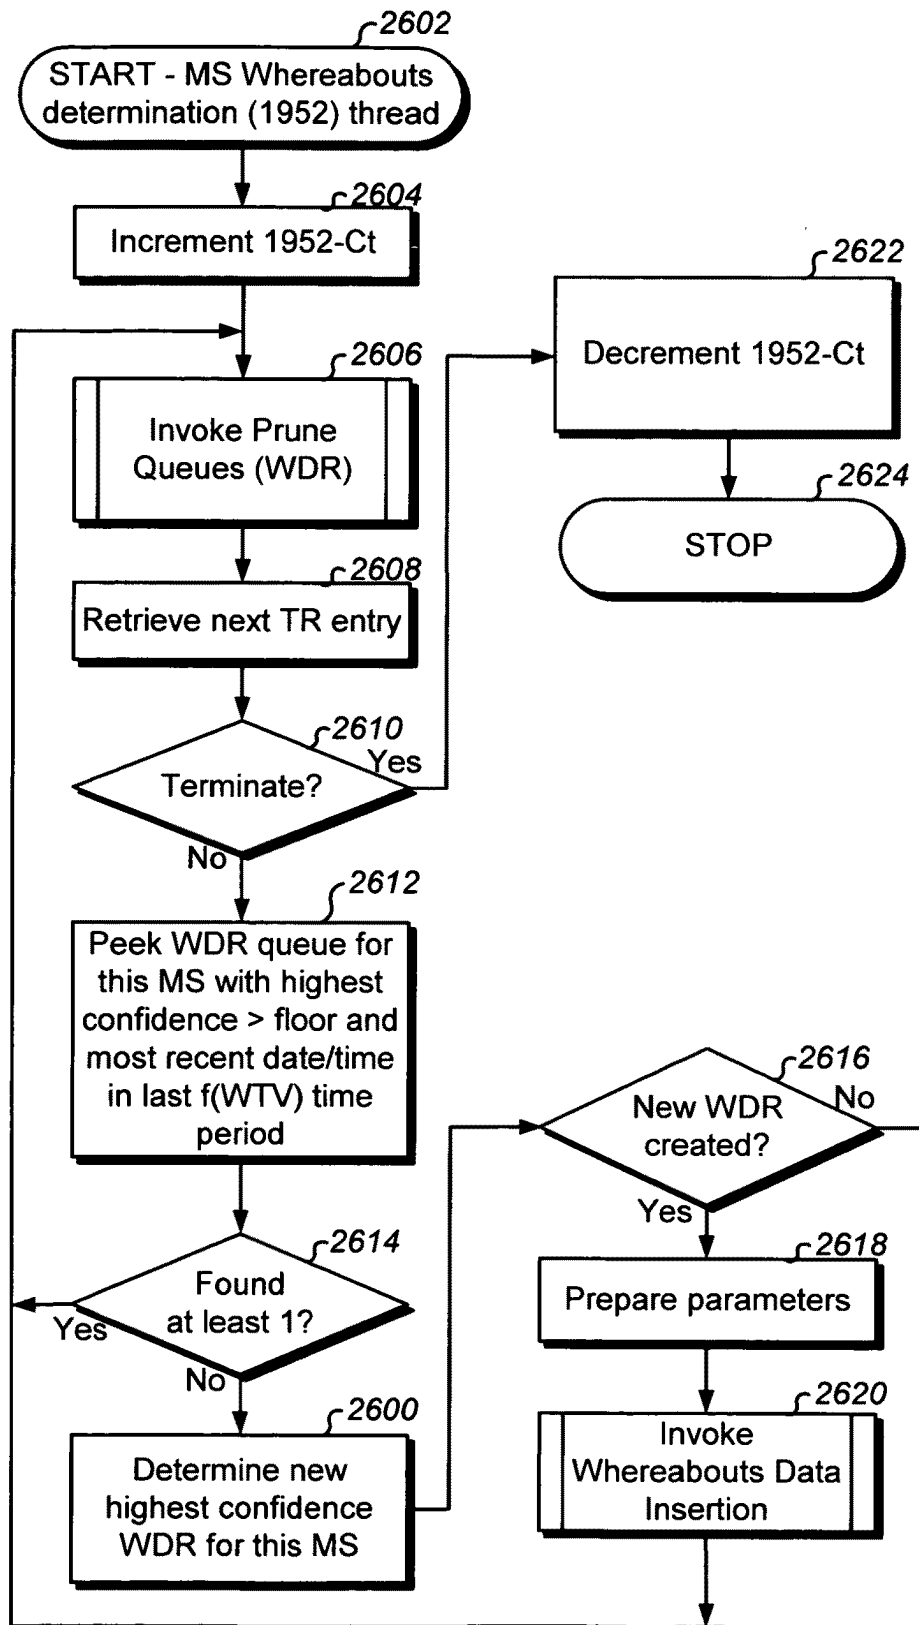 2602
START - MS Whereabouts
determination (1952) thread
2604
Increment 1952-Ct
2606
Invoke Prune
Queues (WDR)
2608
Retrieve next TR entry
2610
Terminate?
Yes
No
2622
Decrement 1952-Ct
2624
STOP
2612
Peek WDR queue for
this MS with highest
confidence > floor and
most recent date/time
in last f(WTV) time
period
2614
Found
at least 1?
Yes
No
2600
Determine new
highest confidence
WDR for this MS
2616
New WDR
created?
No
Yes
2618
Prepare parameters
2620
Invoke
Whereabouts Data
Insertion